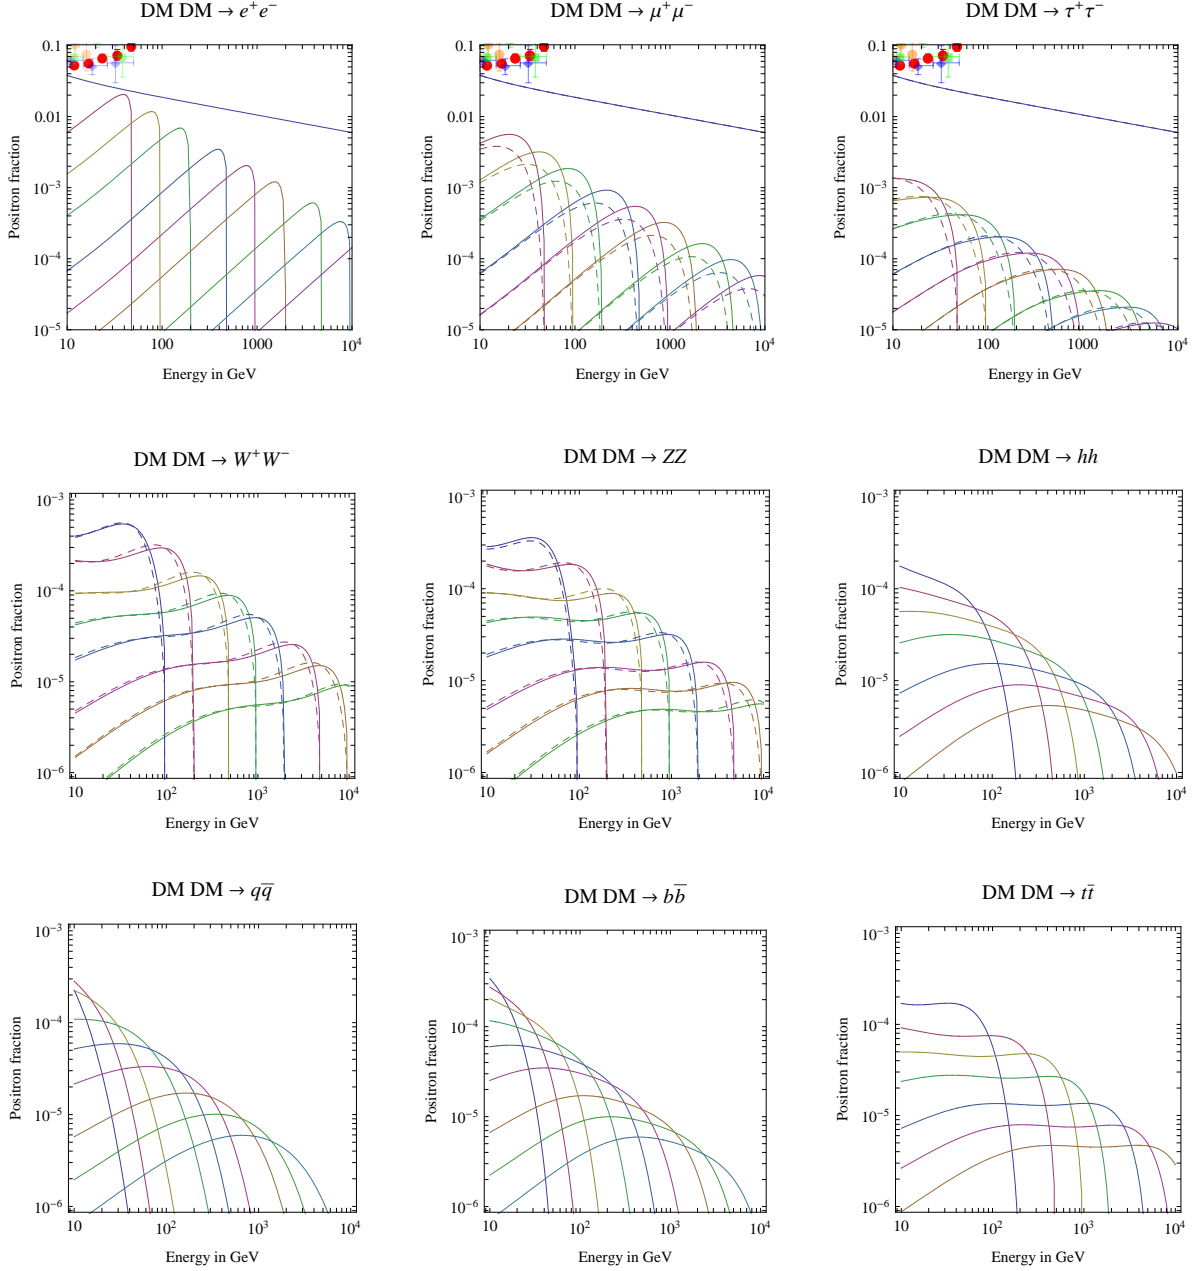 DM DM → e⁺e⁻
DM DM → μ⁺μ⁻
DM DM → τ⁺τ⁻
Positron fraction
0.1
0.01
10⁻³
10⁻⁴
10⁻⁵
10
100
1000
10⁴
Energy in GeV
Positron fraction
0.1
0.01
10⁻³
10⁻⁴
10⁻⁵
10
100
1000
10⁴
Energy in GeV
Positron fraction
0.1
0.01
10⁻³
10⁻⁴
10⁻⁵
10
100
1000
10⁴
Energy in GeV
DM DM → W⁺W⁻
DM DM → ZZ
DM DM → hh
Positron fraction
10⁻³
10⁻⁴
10⁻⁵
10⁻⁶
10
10²
10³
10⁴
Energy in GeV
Positron fraction
10⁻³
10⁻⁴
10⁻⁵
10⁻⁶
10
10²
10³
10⁴
Energy in GeV
Positron fraction
10⁻³
10⁻⁴
10⁻⁵
10⁻⁶
10
10²
10³
10⁴
Energy in GeV
DM DM → qq̅
DM DM → bb̅
DM DM → tt̅
Positron fraction
10⁻³
10⁻⁴
10⁻⁵
10⁻⁶
10
10²
10³
10⁴
Energy in GeV
Positron fraction
10⁻³
10⁻⁴
10⁻⁵
10⁻⁶
10
10²
10³
10⁴
Energy in GeV
Positron fraction
10⁻³
10⁻⁴
10⁻⁵
10⁻⁶
10
10²
10³
10⁴
Energy in GeV